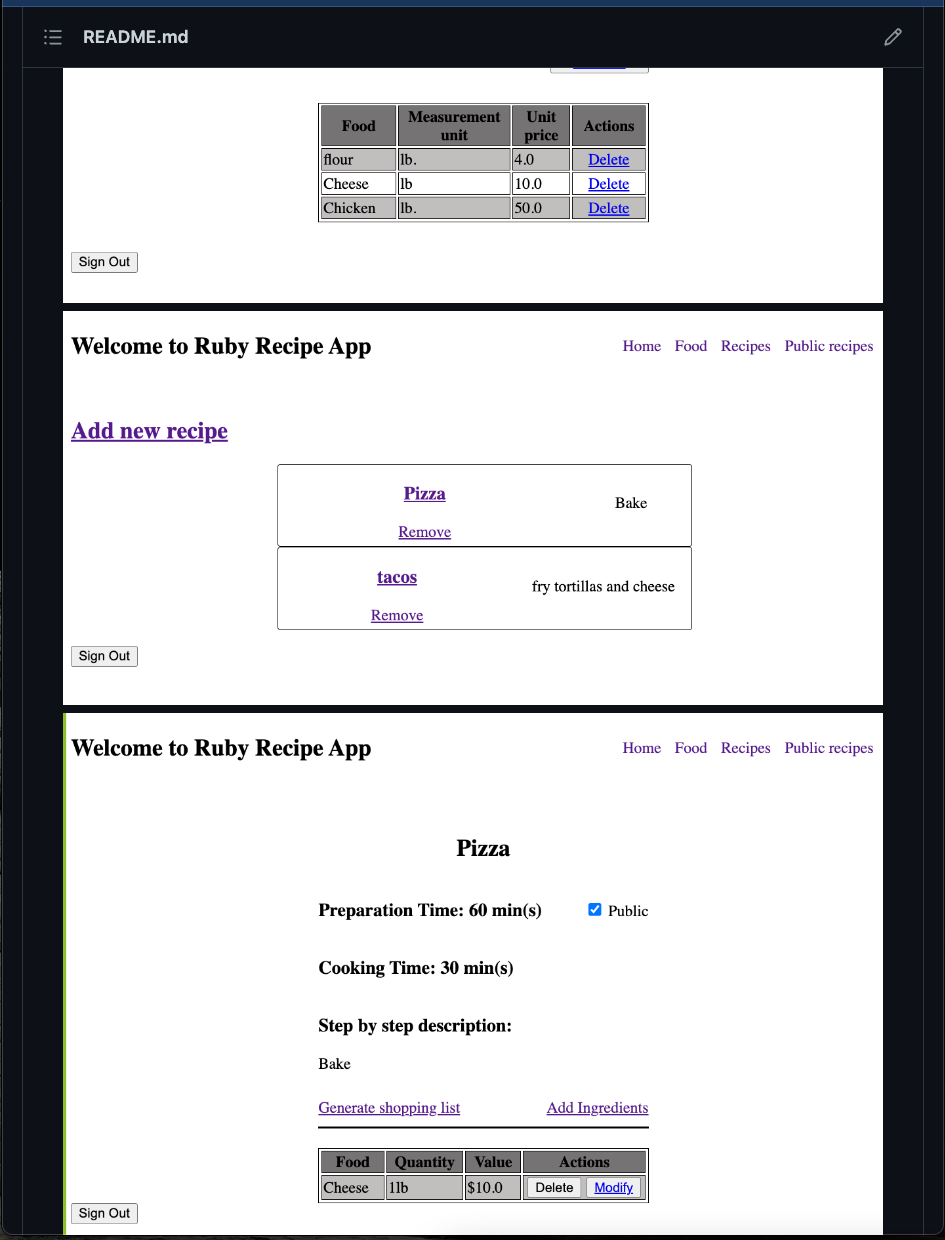 README.md
Food Measurement unit Unit price Actions
flour lb. 4.0 Delete
Cheese lb 10.0 Delete
Chicken lb. 50.0 Delete
Sign Out
Welcome to Ruby Recipe App Home Food Recipes Public recipes
Add new recipe
Pizza
Bake
Remove
tacos
fry tortillas and cheese
Remove
Sign Out
Welcome to Ruby Recipe App Home Food Recipes Public recipes
Pizza
Preparation Time: 60 min(s) Public
Cooking Time: 30 min(s)
Step by step description:
Bake
Generate shopping list Add Ingredients
Food Quantity Value Actions
Cheese 1lb $10.0 Delete Modify
Sign Out